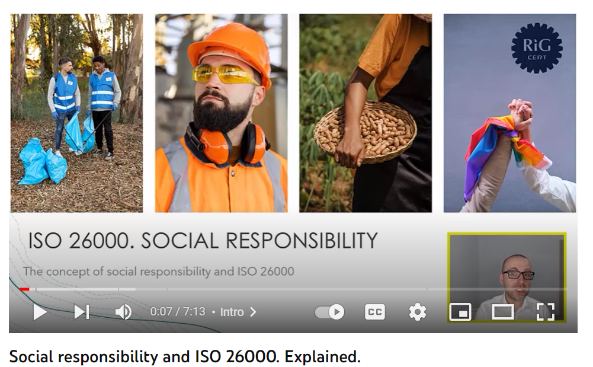 RiG
CERT
ISO 26000. SOCIAL RESPONSIBILITY
The concept of social responsibility and ISO 26000
0:07 / 7:13 • Intro
CC
Social responsibility and ISO 26000. Explained.